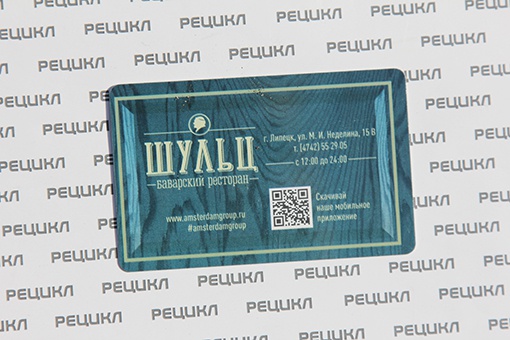 ШУЛЬЦ
баварский ресторан
www.amsterdamgroup.ru
#amsterdamgroup
г. Липецк, ул. М. И. Неделина, 15 В
т. (4742) 55 29 05
с 12:00 до 24:00
Скачивай
наше мобильное
приложение
РЕЦИКЛ